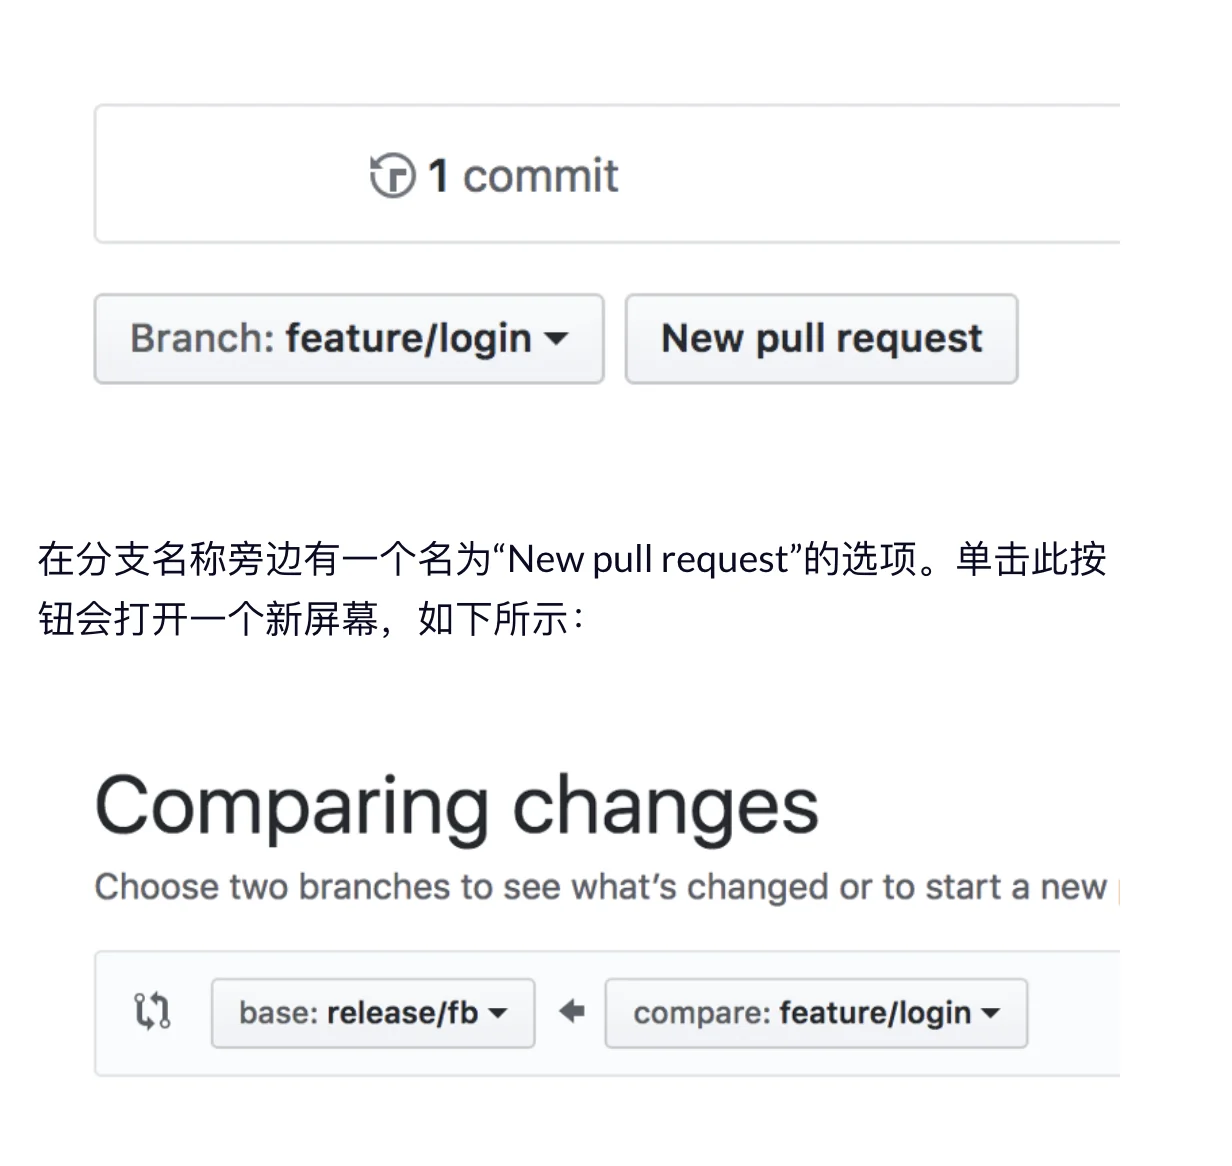 1 commit
Branch: feature/login New pull request
在分支名称旁边有一个名为“New pull request”的选项。单击此按
钮会打开一个新屏幕，如下所示：
Comparing changes
Choose two branches to see what’s changed or to start a new
base: release/fb compare: feature/login